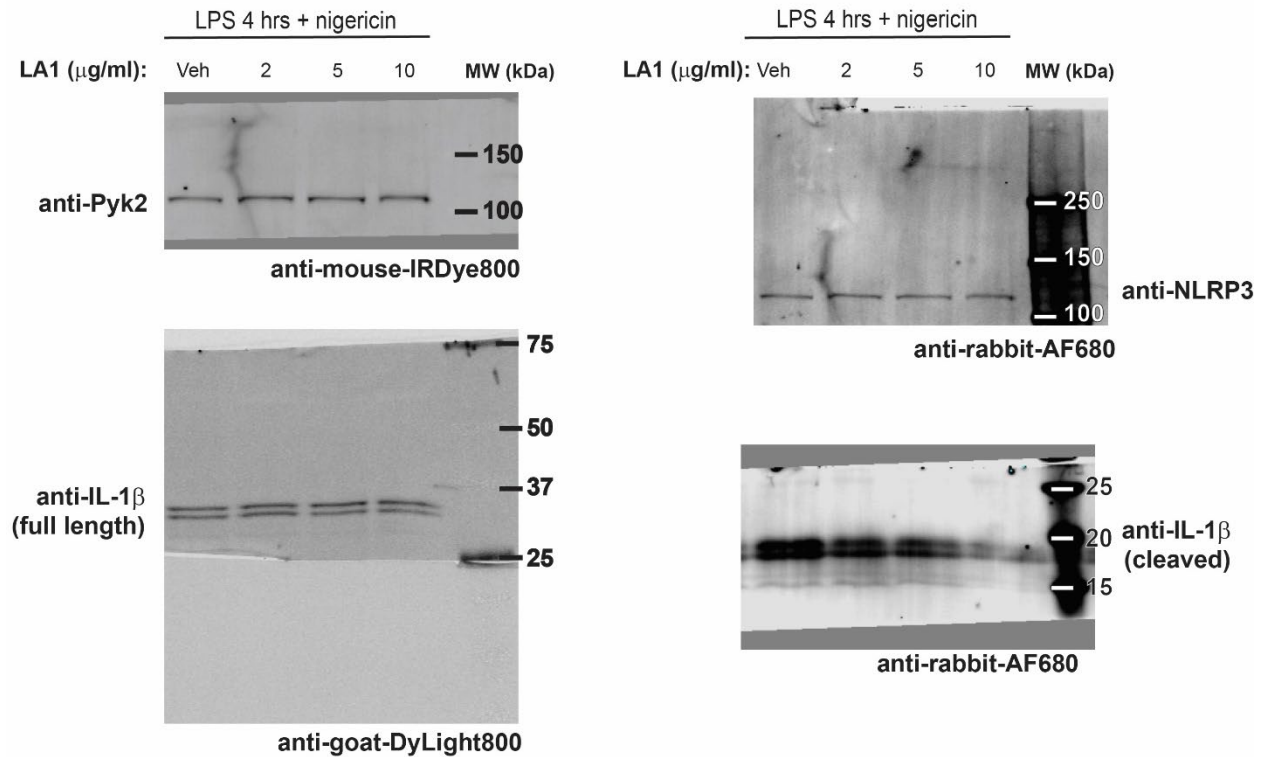 LPS 4 hrs + nigericin
LA1 (μg/ml): Veh 2 5 10 MW (kDa)
150
anti-Pyk2
100
anti-mouse-IRDye800
75
50
37
anti-IL-1β
(full length)
25
anti-goat-DyLight800
LPS 4 hrs + nigericin
LA1 (μg/ml): Veh 2 5 10 MW (kDa)
250
150
anti-NLRP3
100
anti-rabbit-AF680
25
20
anti-IL-1β
(cleaved)
15
anti-rabbit-AF680